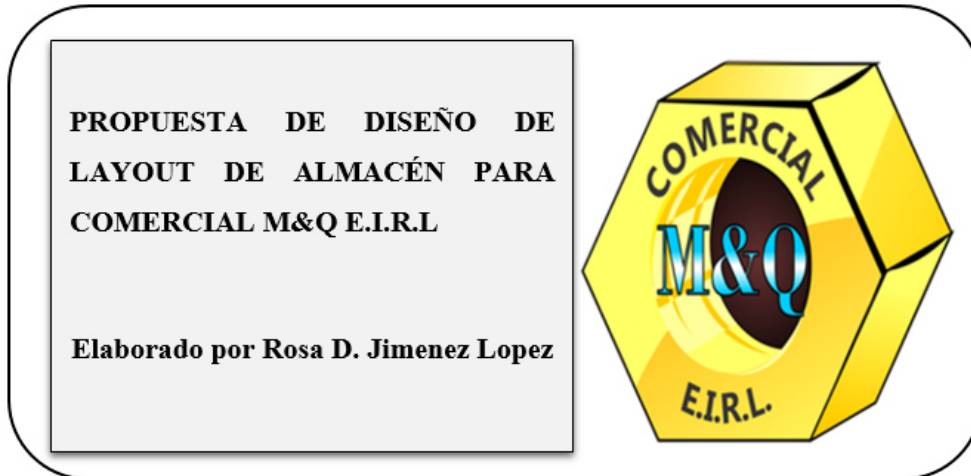 PROPUESTA DE DISEÑO DE
LAYOUT DE ALMACÉN PARA
COMERCIAL M&Q E.I.R.L
Elaborado por Rosa D. Jimenez Lopez
COMERCIAL
M&Q
E.I.R.L.